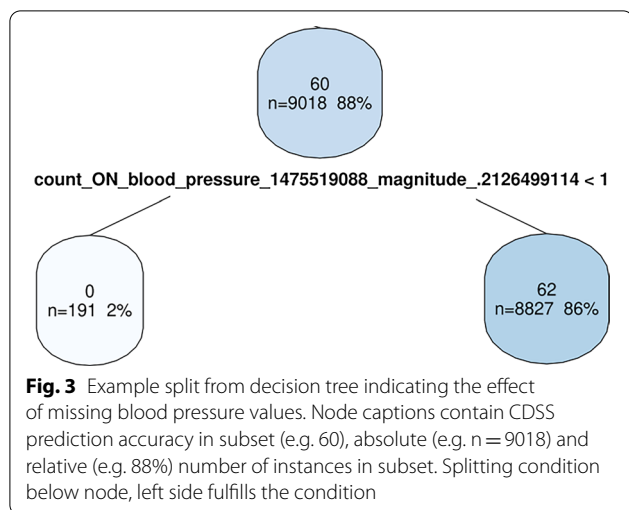 60
n=9018 88%
count_ON_blood_pressure_1475519088_magnitude_.2126499114 < 1
0
n=191 2%
62
n=8827 86%
Fig. 3 Example split from decision tree indicating the effect
of missing blood pressure values. Node captions contain CDSS
prediction accuracy in subset (e.g. 60), absolute (e.g. n = 9018) and
relative (e.g. 88%) number of instances in subset. Splitting condition
below node, left side fulfills the condition